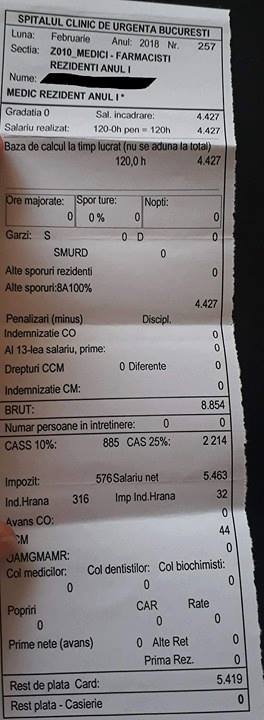 SPITALUL CLINIC DE URGENTA BUCURESTI
Luna: Februarie Anul: 2018 Nr. 257
Sectia: Z010_MEDICI - FARMACISTI
REZIDENTI ANUL I
Nume:
MEDIC REZIDENT ANUL I *
Gradatia 0 Sal. incadrare: 4.427
Salariu realizat: 120-0h pen = 120h 4.427
Baza de calcul la timp lucrat (nu se aduna la total)
120,0 h 4.427
Ore majorate: Spor ture: Nopti:
0 0 % 0 0
Garzi: S 0 D 0
SMURD 0
Alte sporuri rezidenti 0
Alte sporuri:8A100%
4.427
Penalizari (minus) Discipl.
Indemnizatie CO 0
Al 13-lea salariu, prime: 0
Drepturi CCM 0 Diferente 0
Indemnizatie CM: 0
BRUT: 8.854
Numar persoane in intretinere: 0 0
CASS 10%: 885 CAS 25%: 2 214
Impozit: 576 Salariu net 5.463
Ind.Hrana 316 Imp Ind.Hrana 32
Avans CO: 0
CM 44
JAMGMAMR: 0
Col medicilor: Col dentistilor: Col biochimisti:
0 0 0
Popriri CAR Rate
0 0 0
Prime nete (avans) 0 Alte Ret 0
Prima Rez. 0
Rest de plata Card: 5.419
Rest plata - Casierie 0